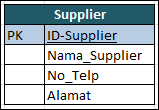 Supplier
PK ID-Supplier
Nama_Supplier
No_Telp
Alamat